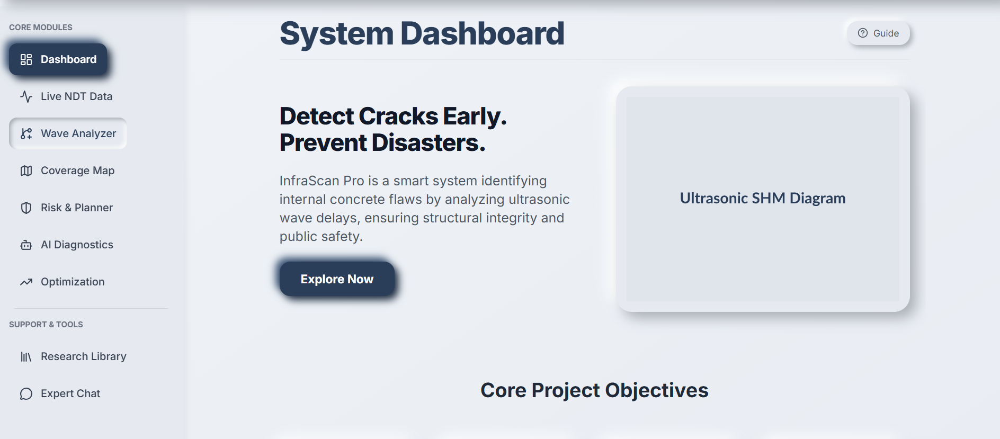 CORE MODULES
Dashboard
Live NDT Data
Wave Analyzer
Coverage Map
Risk & Planner
AI Diagnostics
Optimization
SUPPORT & TOOLS
Research Library
Expert Chat
System Dashboard
Guide
Detect Cracks Early.
Prevent Disasters.
InfraScan Pro is a smart system identifying
internal concrete flaws by analyzing ultrasonic
wave delays, ensuring structural integrity and
public safety.
Explore Now
Ultrasonic SHM Diagram
Core Project Objectives